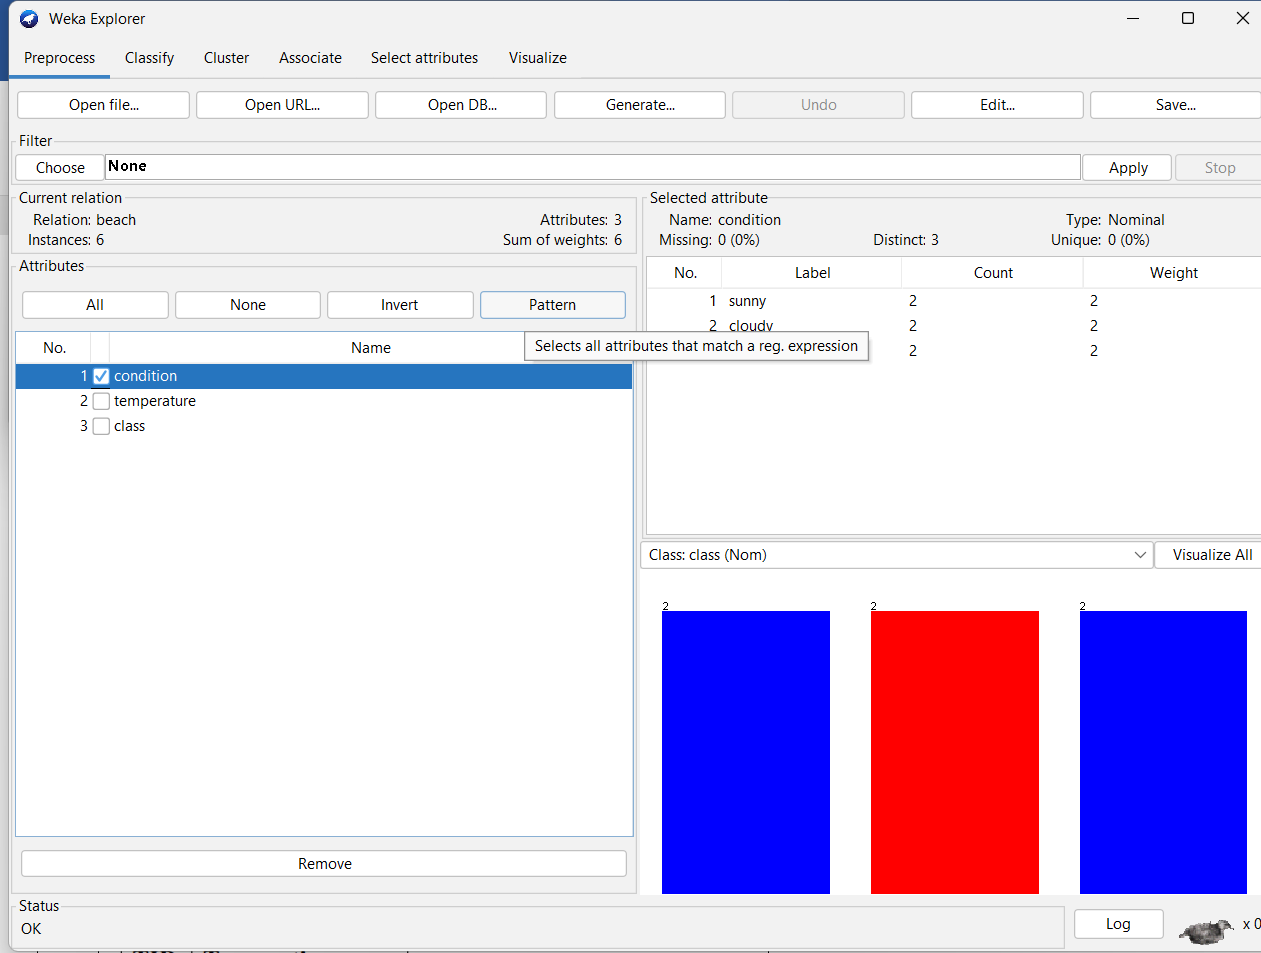 Weka Explorer
Preprocess Classify Cluster Associate Select attributes Visualize
Open file... Open URL... Open DB... Generate... Undo Edit... Save...
Filter
Choose None Apply Stop
Current relation
Relation: beach Attributes: 3
Instances: 6 Sum of weights: 6
Selected attribute
Name: condition Type: Nominal
Missing: 0 (0%) Distinct: 3 Unique: 0 (0%)
Attributes
All None Invert Pattern
No. Name
1 condition
2 temperature
3 class
Remove
No. Label Count Weight
1 sunny 2 2
2 cloudy 2 2
2 2
Selects all attributes that match a reg. expression
Class: class (Nom) Visualize All
2 2 2
Status
OK
Log x 0